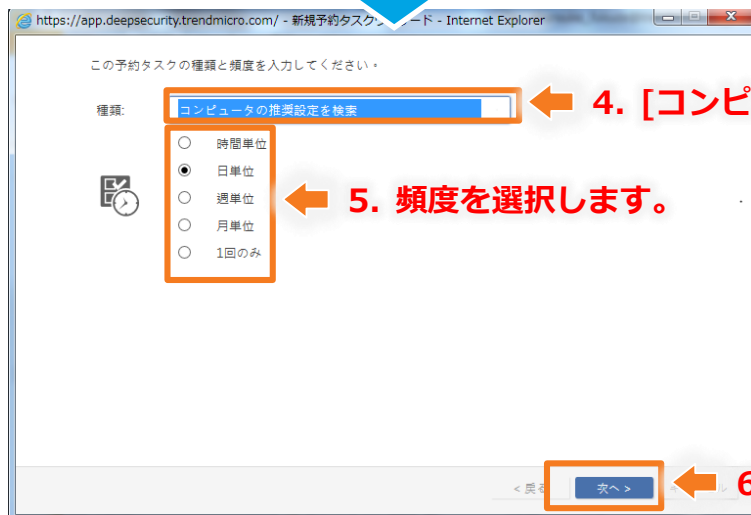 https://app.deepsecurity.trendmicro.com/ - 新規予約タスク ード - Internet Explorer
この予約タスクの種類と頻度を入力してください。
種類: コンピュータの推奨設定を検索
4. [コンピ
時間単位
日単位
週単位
5. 頻度を選択します。
月単位
1回のみ
< 戻 次へ > ル
6